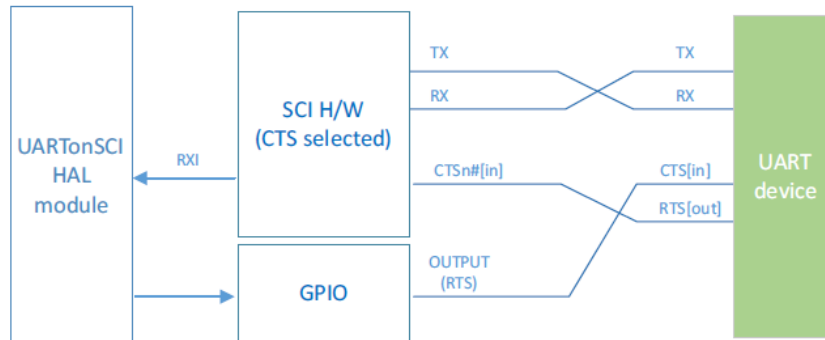 UARTonSCI
HAL
module
RXI
SCI H/W
(CTS selected)
GPIO
TX
RX
CTSn#[in]
OUTPUT
(RTS)
TX
RX
CTS[in]
RTS[out]
UART
device